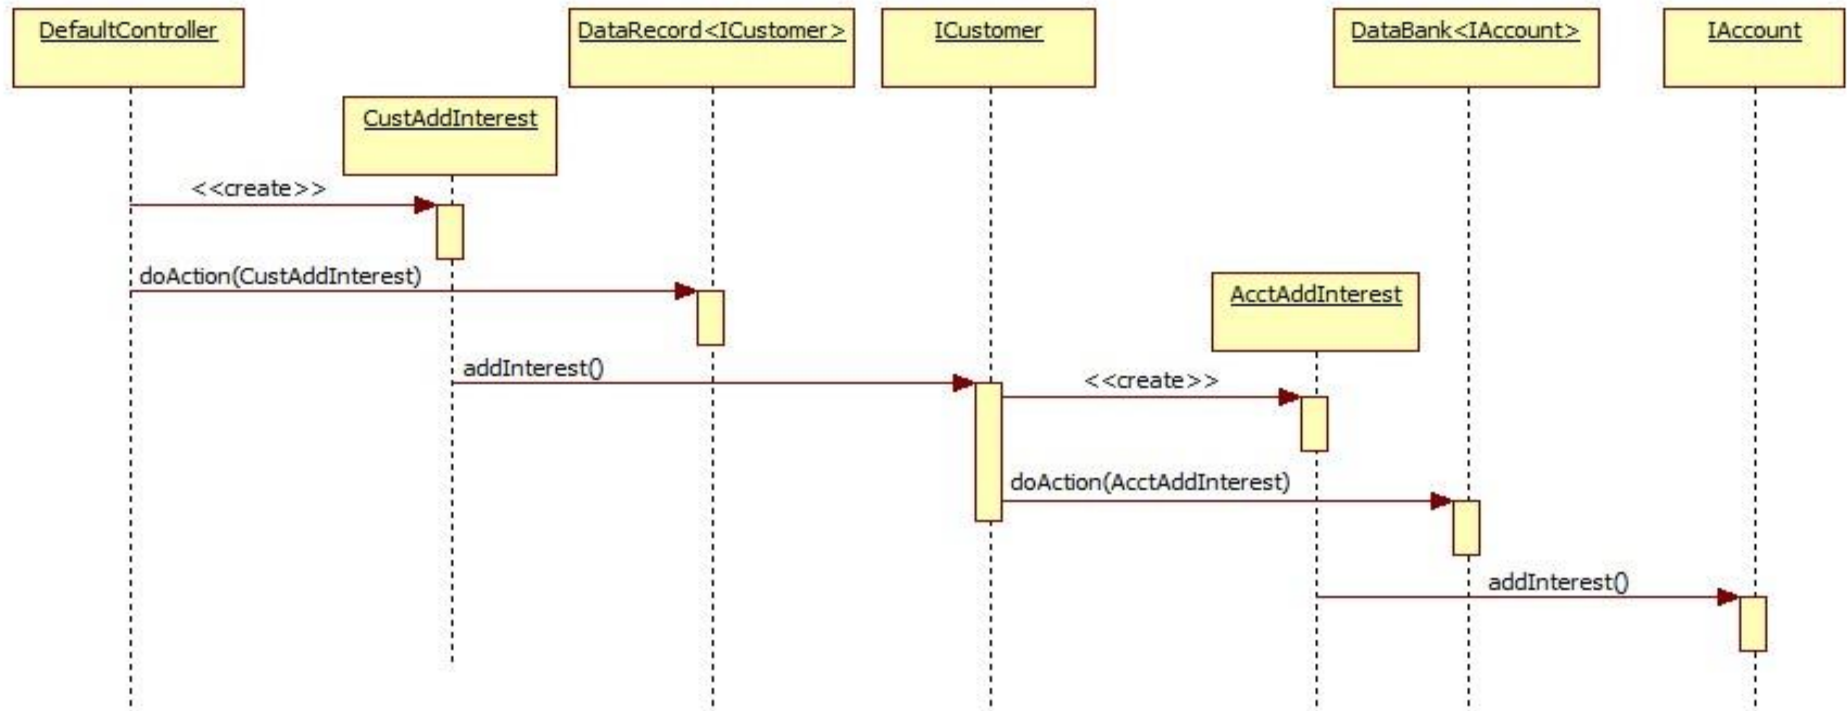 DefaultController
DataRecord<ICustomer>
ICustomer
DataBank<IAccount>
IAccount
CustAddInterest
<<create>>
doAction(CustAddInterest)
AcctAddInterest
addInterest()
<<create>>
doAction(AcctAddInterest)
addInterest()